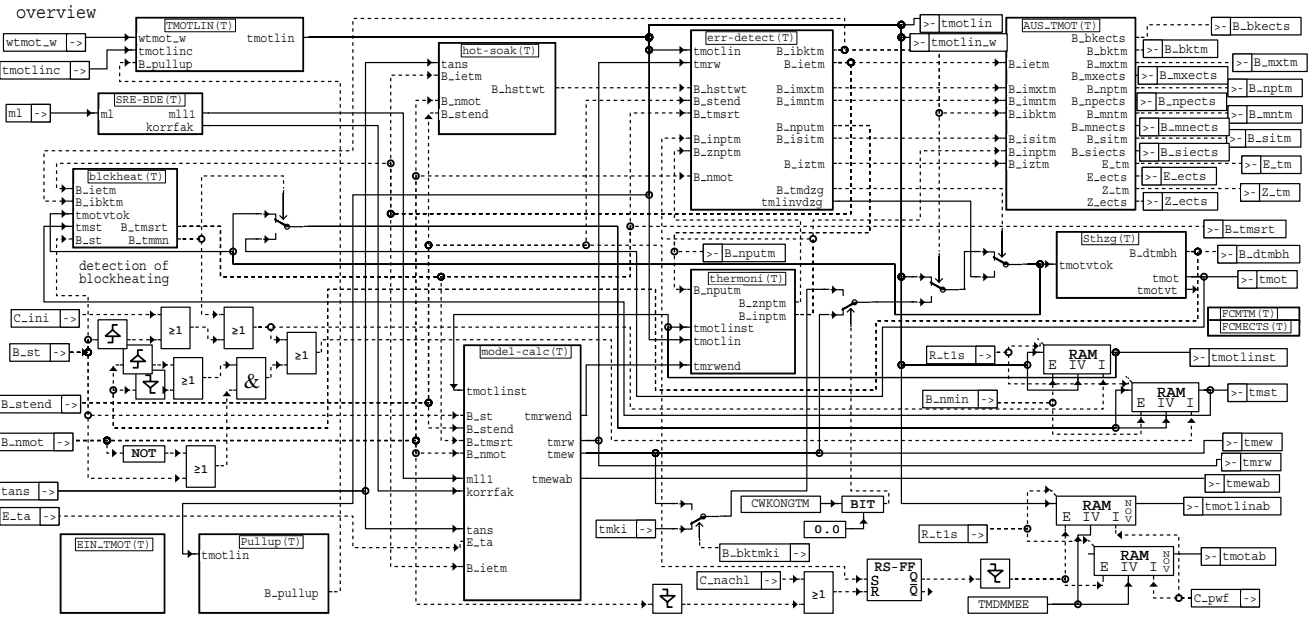 overview
wtmot_w ->
tmotlinc ->
TMOTLIN(T)
wtmot_w
tmotlinc
B_pullup
tmotlin
ml ->
SRE-BDE(T)
ml
mll1
korrfak
hot-soak(T)
tans
B_ietm
B_nmot
B_stend
B_hsttwt
err-detect(T)
tmotlin
tmrw
B_hsttwt
B_stend
B_tmsrt
B_inptm
B_znptm
B_nmot
B_ibktm
B_ietm
B_imxtm
B_imntm
B_nputm
B_isitm
B_iztm
B_tmdzg
tmlinvdzg
>- tmotlin
>- tmotlin_w
AUS_TMOT(T)
B_ietm
B_imxtm
B_imntm
B_ibktm
B_isitm
B_inptm
B_iztm
B_bkects
B_bktm
B_mxtm
B_mxects
B_nptm
B_npects
B_mntm
B_mnects
B_sitm
B_siects
E_tm
E_ects
Z_tm
Z_ects
>- B_bkects
>- B_bktm
>- B_mxtm
>- B_mxects
>- B_nptm
>- B_npects
>- B_mntm
>- B_mnects
>- B_sitm
>- B_siects
>- E_tm
>- E_ects
>- Z_tm
>- Z_ects
blckheat(T)
B_ietm
B_ibktm
tmotvtok
tmst
B_st
B_tmsrt
B_tmmn
detection of
blockheating
>- B_nputm
thermoni(T)
B_nputm
tmotlinst
tmotlin
tmrwend
B_znptm
B_inptm
Sthzg(T)
tmotvtok
B_dtmbh
tmot
tmotvt
>- B_tmsrt
>- B_dtmbh
>- tmot
FCMTM(T)
FCMECTS(T)
C_ini ->
B_st ->
≥1
≥1
≥1
≥1
&
B_stend ->
B_nmot ->
NOT
≥1
tans ->
E_ta ->
model-calc(T)
tmotlinst
B_st
B_stend
B_tmsrt
B_nmot
mll1
korrfak
tans
E_ta
B_ietm
tmrwend
tmrw
tmew
tmewab
R_t1s ->
RAM
E IV I
B_nmin ->
RAM
E IV I
>- tmotlinst
>- tmst
>- tmew
>- tmrw
>- tmewab
>- tmotlinab
>- tmotab
EIN_TMOT(T)
Pullup(T)
tmotlin
B_pullup
tmki ->
B_bktmki ->
CWKONGTM
BIT
0.0
C_nachl ->
≥1
RS-FF
S Q
R Q̅
R_t1s ->
RAM
E IV I
NOV
RAM
E IV I
NOV
TMDMMEE
C_pwf ->